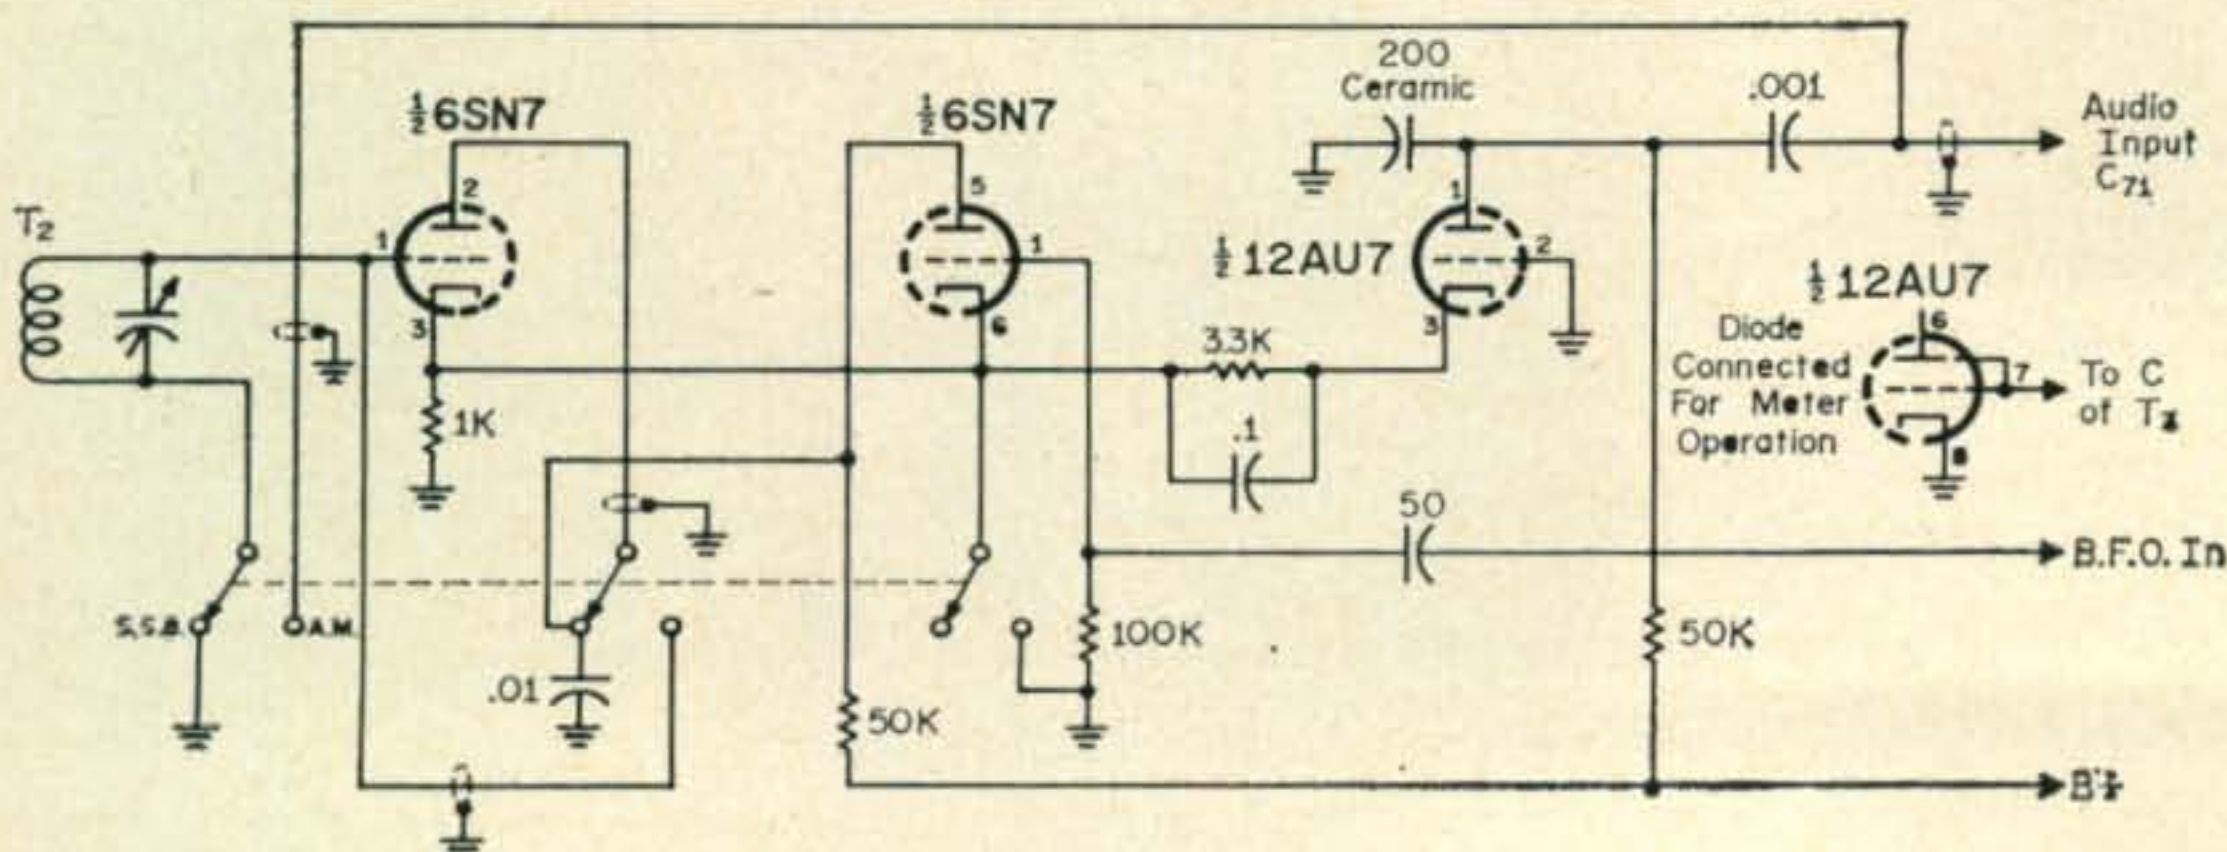 200
Ceramic
.001
Audio
Input
C71
½6SN7
½6SN7
2
5
1
T2
1
1
½12AU7
2
½12AU7
3
6
3
3.3K
Diode
Connected
For Meter
Operation
6
7
To C
of T2
8
1K
.1
50
B.F.O. In
S.S.B.
A.M.
100K
50K
.01
50K
B+